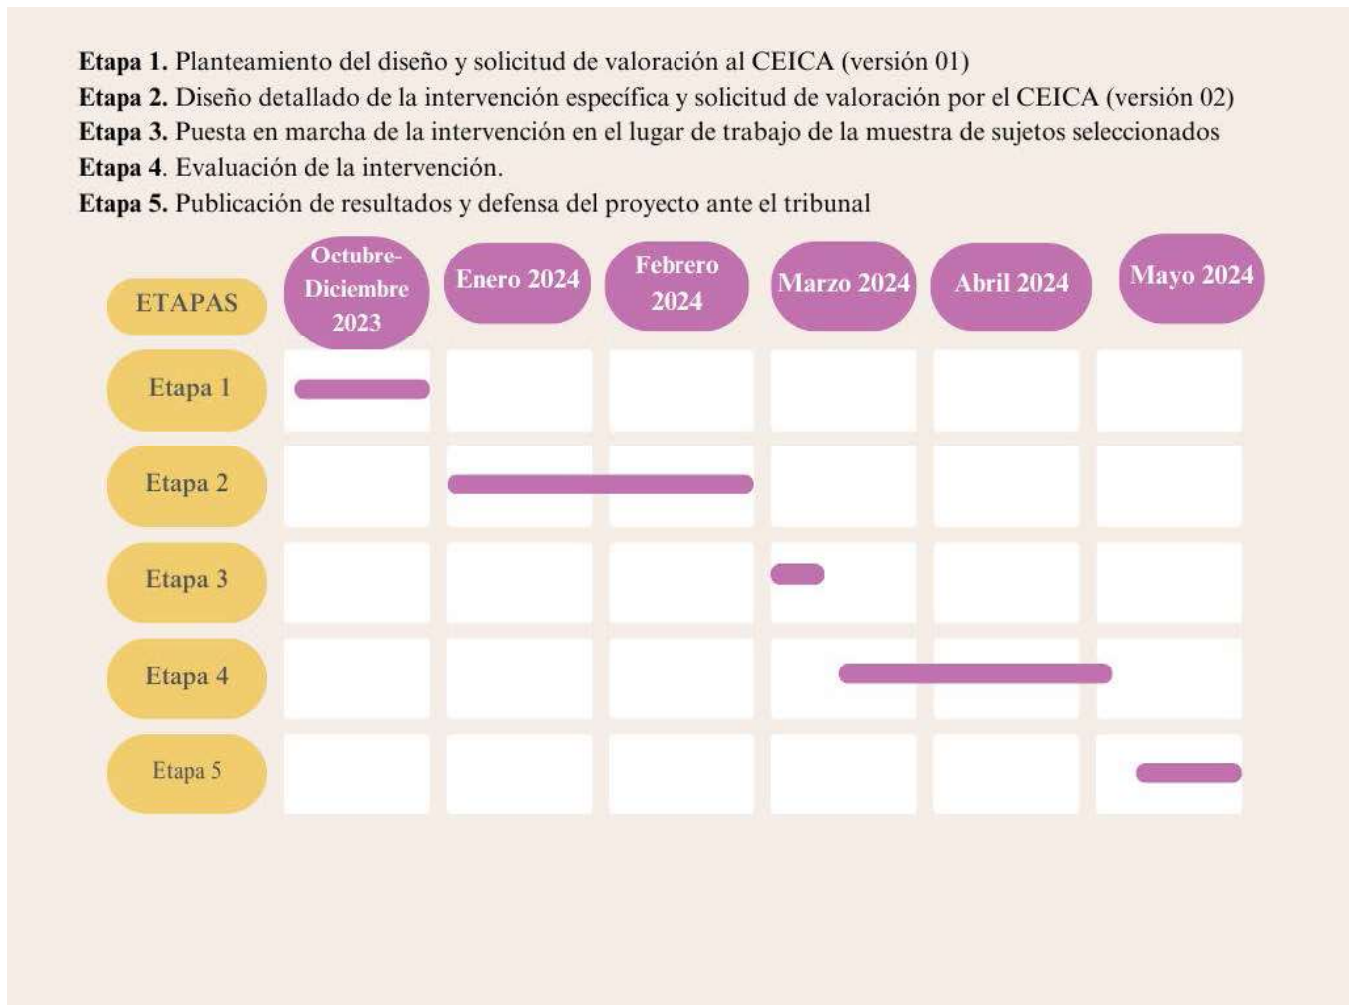 Etapa 1. Planteamiento del diseño y solicitud de valoración al CEICA (versión 01)
Etapa 2. Diseño detallado de la intervención específica y solicitud de valoración por el CEICA (versión 02)
Etapa 3. Puesta en marcha de la intervención en el lugar de trabajo de la muestra de sujetos seleccionados
Etapa 4. Evaluación de la intervención.
Etapa 5. Publicación de resultados y defensa del proyecto ante el tribunal
ETAPAS
Octubre-
Diciembre
2023
Enero 2024
Febrero
2024
Marzo 2024
Abril 2024
Mayo 2024
Etapa 1
Etapa 2
Etapa 3
Etapa 4
Etapa 5